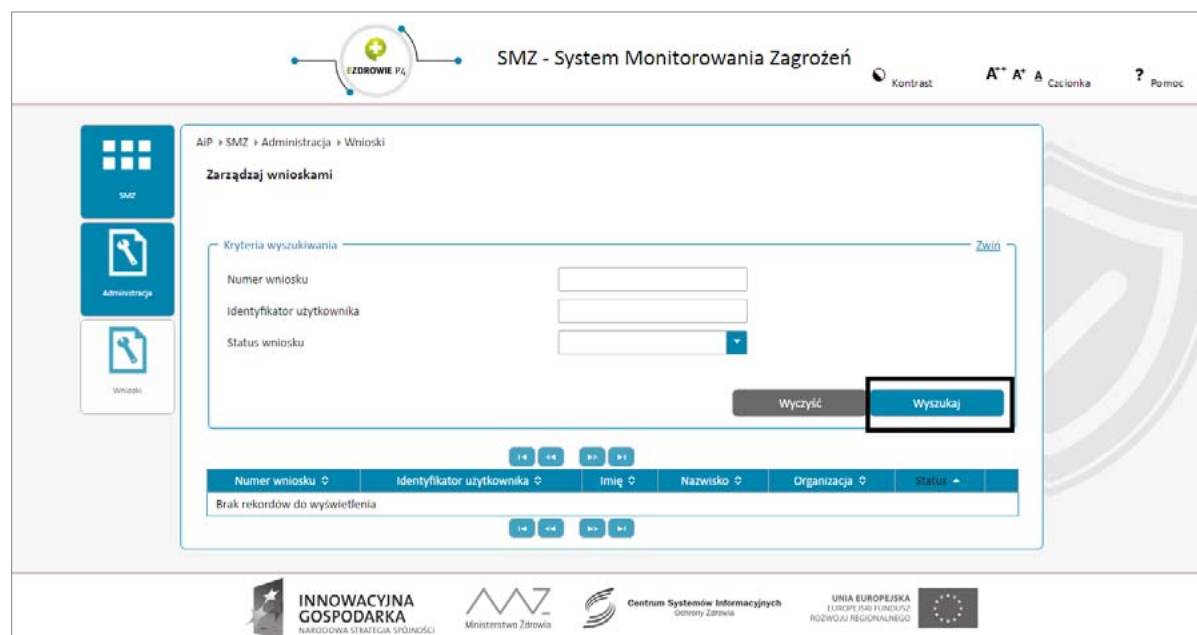 EZDROWIE P4
SMZ - System Monitorowania Zagrożeń
Kontrast
A++ A+ A Czcionka
? Pomoc
SMZ
Administracja
Wnioski
AiP › SMZ › Administracja › Wnioski
Zarządzaj wnioskami
Kryteria wyszukiwania
Zwiń
Numer wniosku
Identyfikator użytkownika
Status wniosku
Wyczyść
Wyszukaj
Numer wniosku Identyfikator użytkownika Imię Nazwisko Organizacja Status
Brak rekordów do wyświetlenia
INNOWACYJNA
GOSPODARKA
NARODOWA STRATEGIA SPÓJNOŚCI
Ministerstwo Zdrowia
Centrum Systemów Informacyjnych
Ochrony Zdrowia
UNIA EUROPEJSKA
EUROPEJSKI FUNDUSZ
ROZWOJU REGIONALNEGO